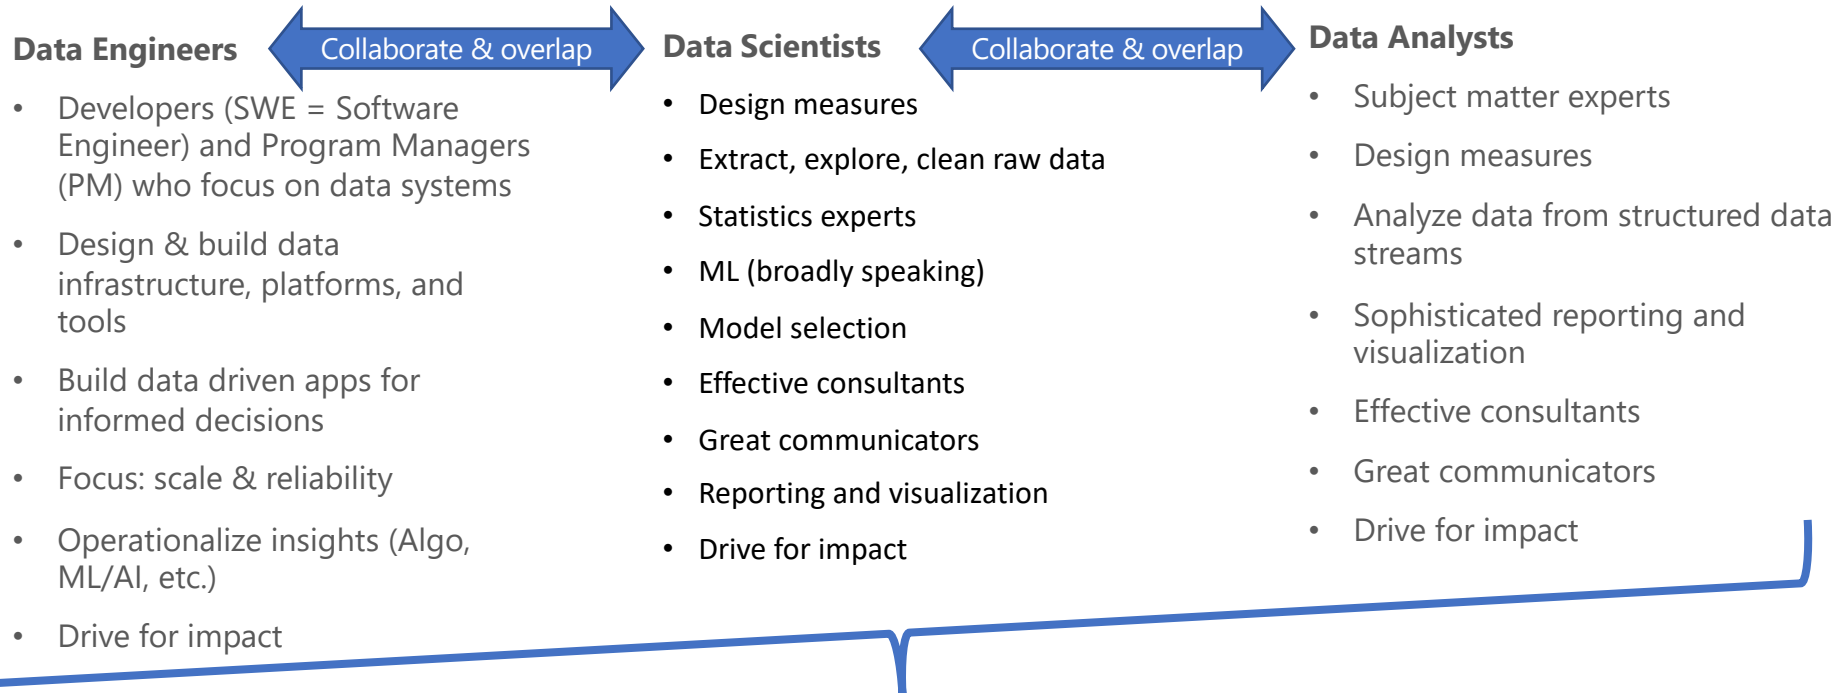 Data Engineers
Collaborate & overlap
Data Scientists
Collaborate & overlap
Data Analysts
• Developers (SWE = Software
Engineer) and Program Managers
(PM) who focus on data systems
• Design & build data
infrastructure, platforms, and
tools
• Build data driven apps for
informed decisions
• Focus: scale & reliability
• Operationalize insights (Algo,
ML/AI, etc.)
• Drive for impact
• Design measures
• Extract, explore, clean raw data
• Statistics experts
• ML (broadly speaking)
• Model selection
• Effective consultants
• Great communicators
• Reporting and visualization
• Drive for impact
• Subject matter experts
• Design measures
• Analyze data from structured data
streams
• Sophisticated reporting and
visualization
• Effective consultants
• Great communicators
• Drive for impact